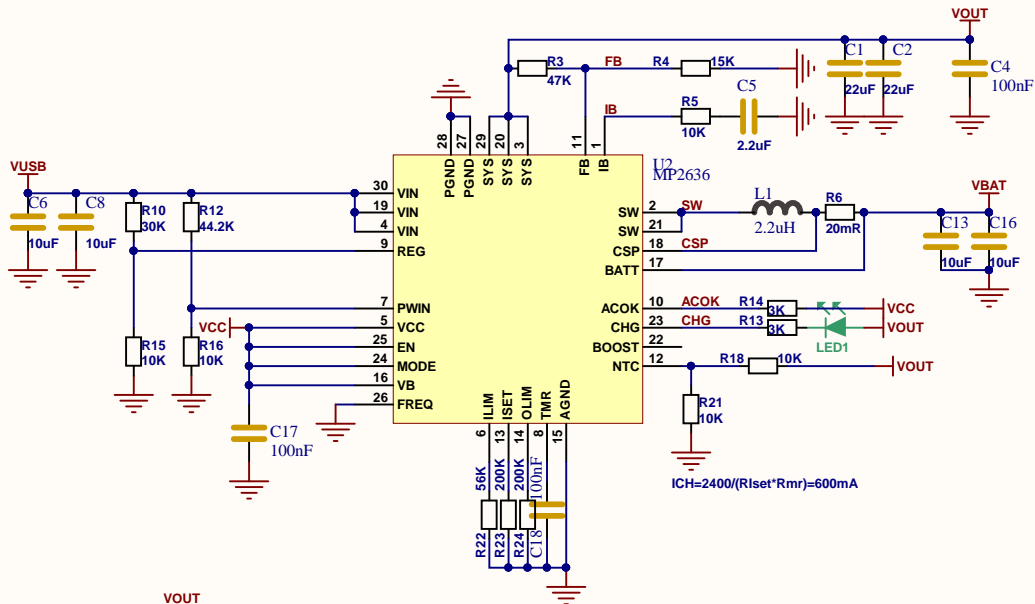 VOUT
R3
47K
FB
R4
15K
C1
22uF
C2
22uF
C4
100nF
C5
2.2uF
IB
R5
10K
28
27
29
20
3
11
1
PGND
PGND
SYS
SYS
SYS
FB
IB
U2
MP2636
VUSB
C6
10uF
C8
10uF
R10
30K
R12
44.2K
30
VIN
19
VIN
4
VIN
9
REG
7
PWIN
5
VCC
25
EN
24
MODE
16
VB
26
FREQ
VCC
R15
10K
R16
10K
C17
100nF
SW
2
SW
SW
21
CSP
18
CSP
BATT
17
L1
2.2uH
R6
20mR
VBAT
C13
10uF
C16
10uF
ACOK
10
ACOK
R14
3K
VCC
CHG
23
CHG
R13
3K
VOUT
LED1
BOOST
22
NTC
12
R18
10K
VOUT
R21
10K
ILIM
ISET
OLIM
TMR
AGND
6
13
14
8
15
56K
200K
200K
100nF
R22
R23
R24
C18
ICH=2400/(RIset*Rmr)=600mA
VOUT